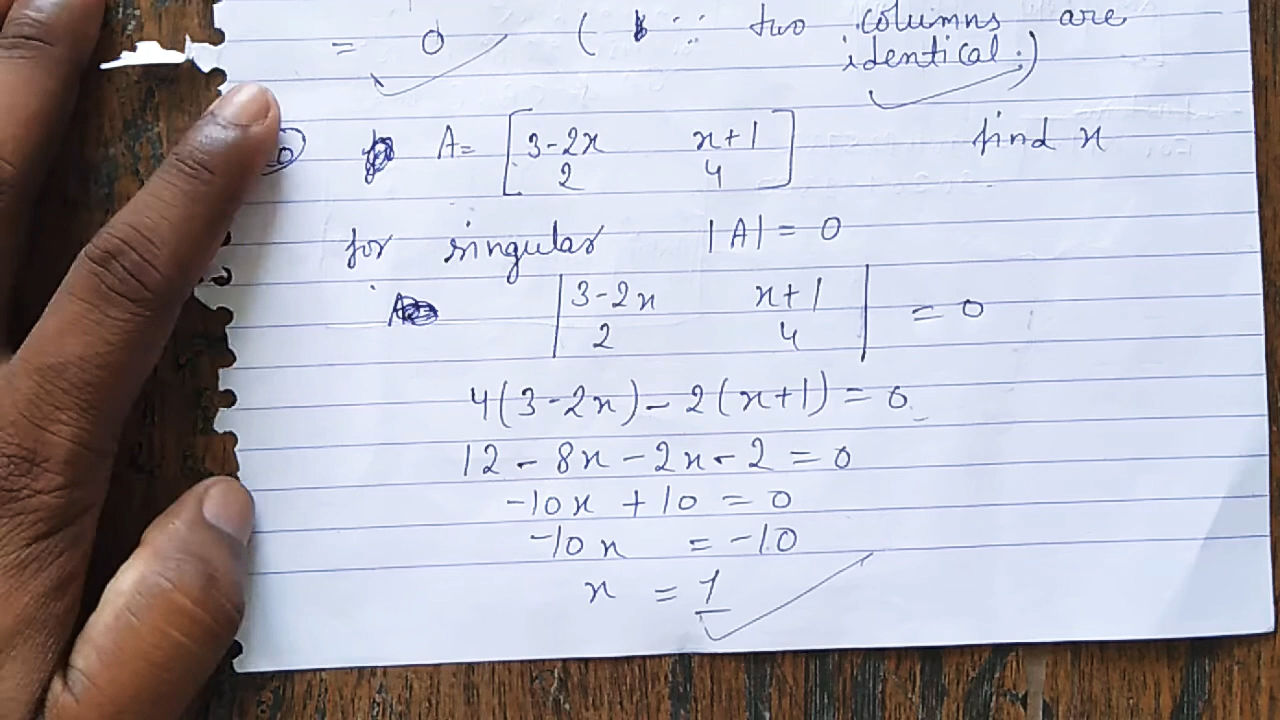 = 0 ( ∵ two columns are
identical.)
A= [3-2x x+1 find x
2 4]
for singular |A| = 0
|3-2x x+1| = 0
|2 4|
4(3-2x) - 2(x+1) = 0
12 - 8x - 2x - 2 = 0
-10x + 10 = 0
-10x = -10
x = 1